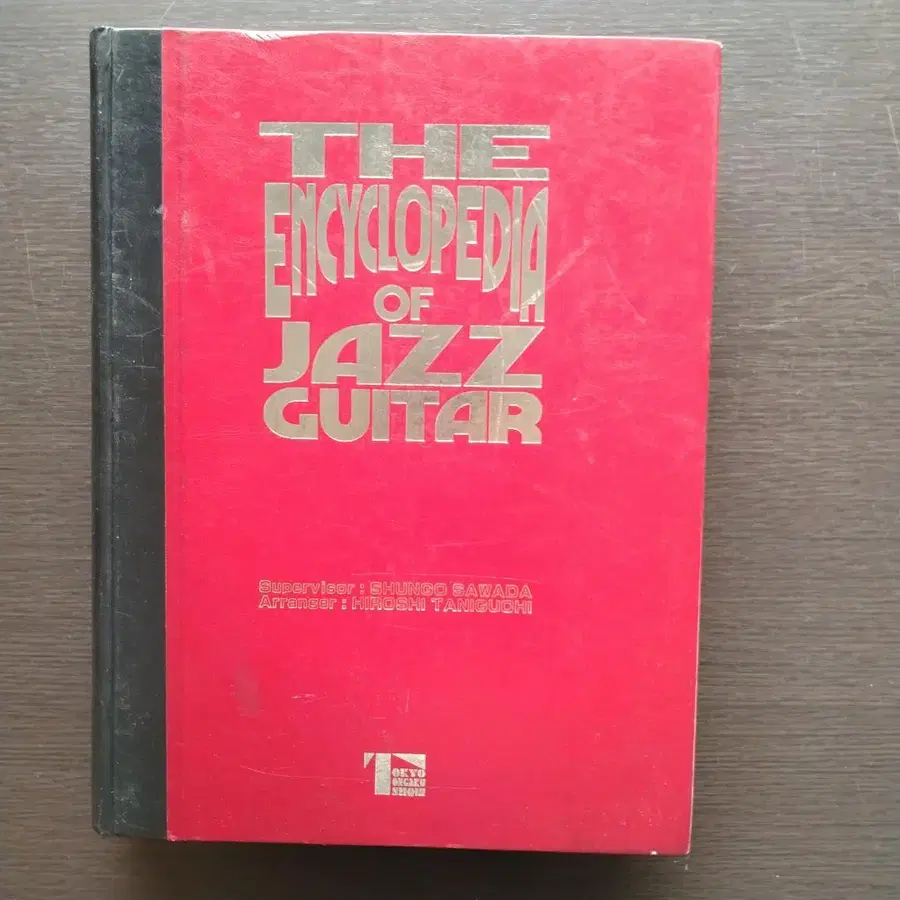 THE
ENCYCLOPEDIA
OF
JAZZ
GUITAR
Supervisor : SHUNGO SAWADA
Arranger : HIROSHI TANIGUCHI
TOKYO
ONGAKU
SHOIN